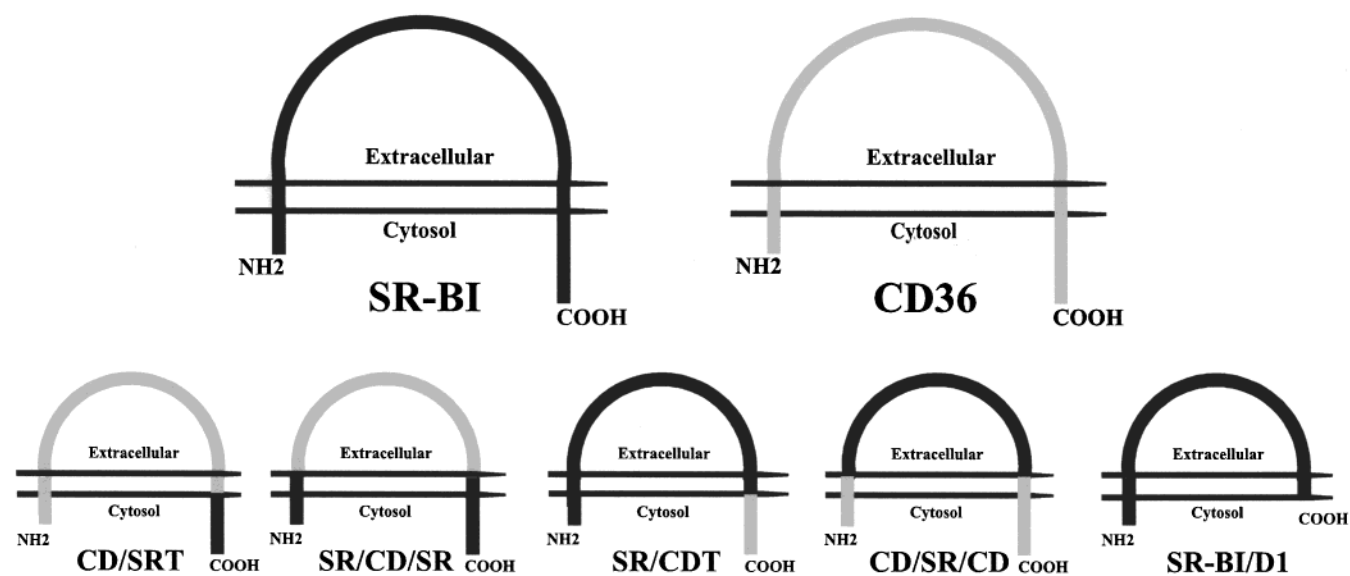 Extracellular
Cytosol
NH2
COOH
SR-BI
Extracellular
Cytosol
NH2
COOH
CD36
Extracellular
Cytosol
NH2
COOH
CD/SRT
Extracellular
Cytosol
NH2
COOH
SR/CD/SR
Extracellular
Cytosol
NH2
COOH
SR/CDT
Extracellular
Cytosol
NH2
COOH
CD/SR/CD
Extracellular
Cytosol
COOH
NH2
SR-BI/D1